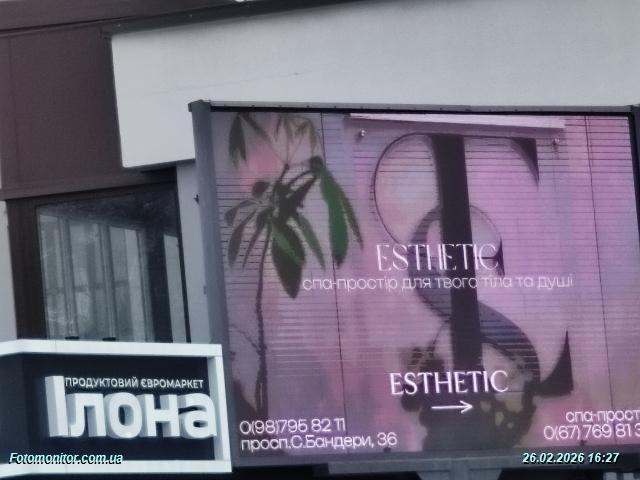 ESTHETIC
спа-простір для твого тіла та душі
ESTHETIC
0(98)795 82 11
просп.С.Бандери, 36
0(67)769 81 3
ПРОДУКТОВИЙ ЄВРОМАРКЕТ
Ілона
Fotomonitor.com.ua
26.02.2026 16:27